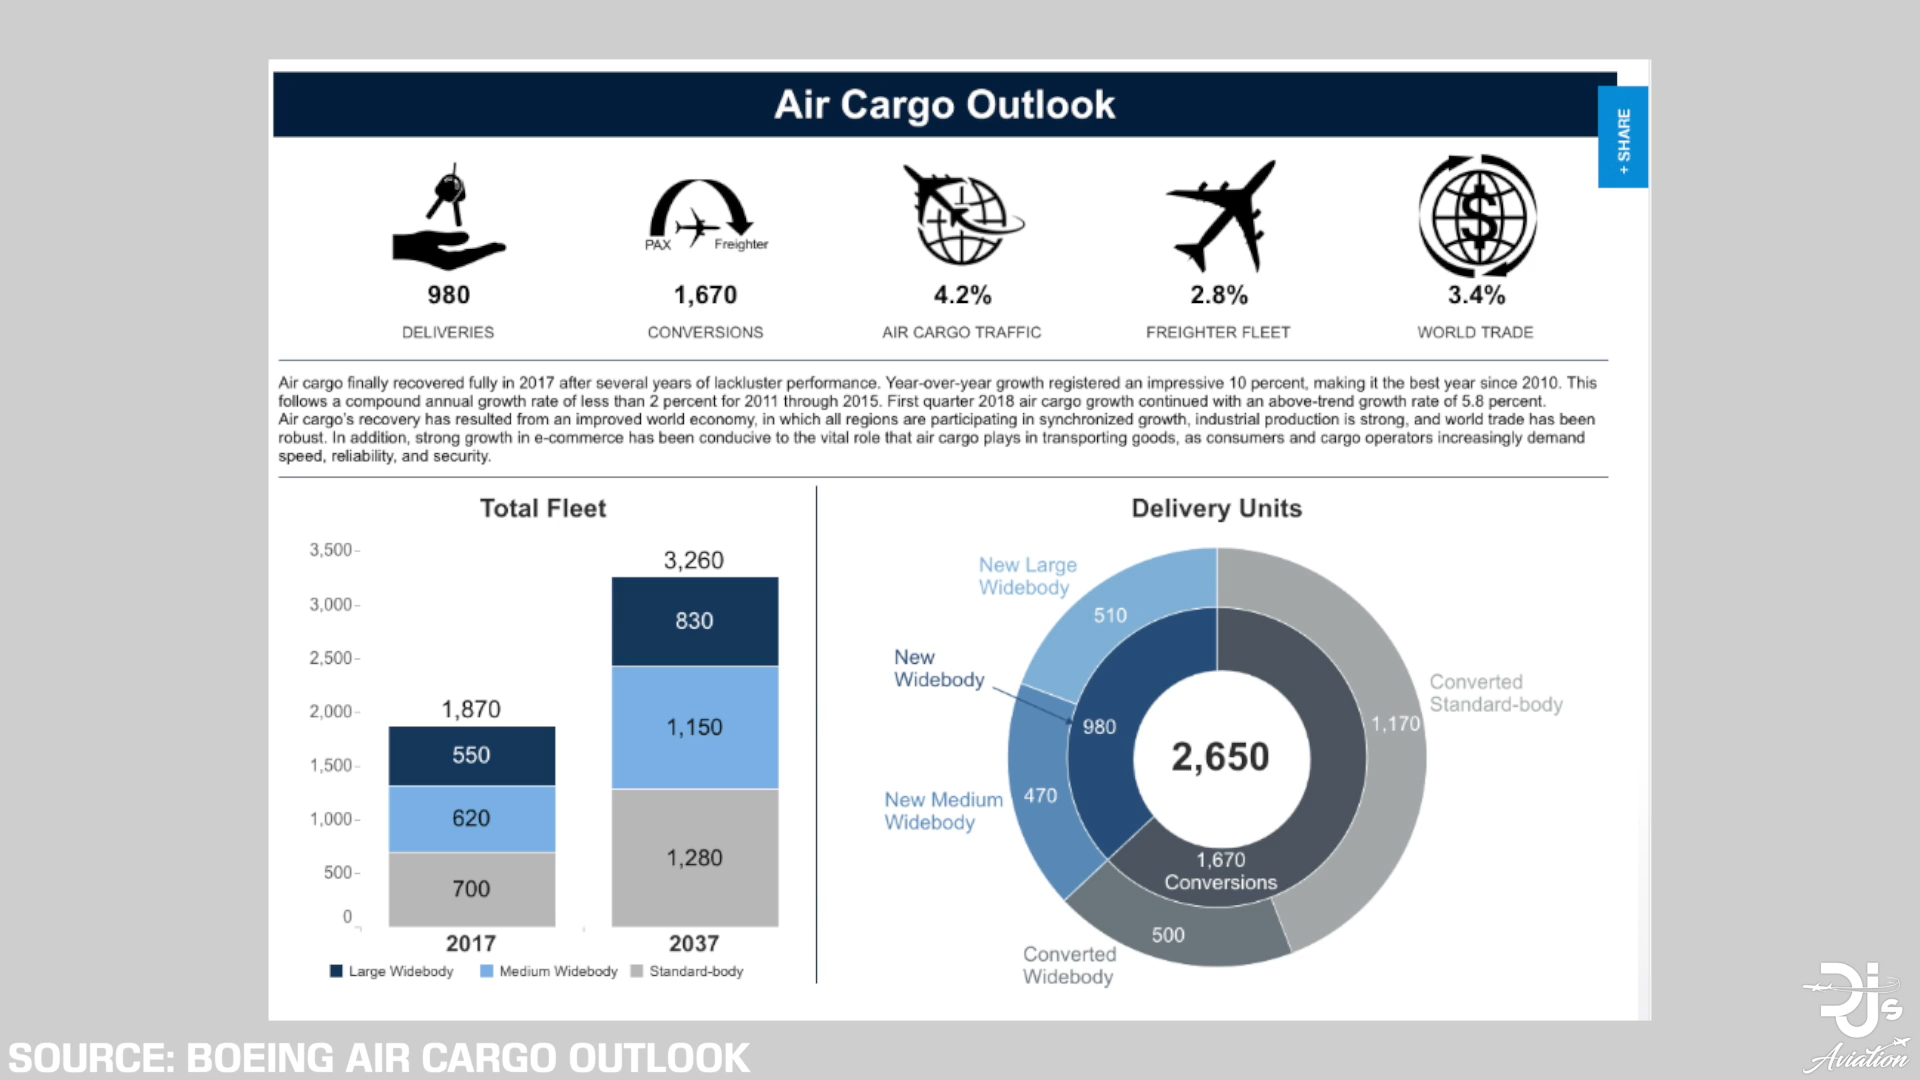 Air Cargo Outlook
+ SHARE
PAX
Freighter
980
1,670
4.2%
2.8%
3.4%
DELIVERIES
CONVERSIONS
AIR CARGO TRAFFIC
FREIGHTER FLEET
WORLD TRADE
Air cargo finally recovered fully in 2017 after several years of lackluster performance. Year-over-year growth registered an impressive 10 percent, making it the best year since 2010. This
follows a compound annual growth rate of less than 2 percent for 2011 through 2015. First quarter 2018 air cargo growth continued with an above-trend growth rate of 5.8 percent.
Air cargo's recovery has resulted from an improved world economy, in which all regions are participating in synchronized growth, industrial production is strong, and world trade has been
robust. In addition, strong growth in e-commerce has been conducive to the vital role that air cargo plays in transporting goods, as consumers and cargo operators increasingly demand
speed, reliability, and security.
Total Fleet
3,500
3,000
2,500
2,000
1,500
1,000
500
0
1,870
550
620
700
3,260
830
1,150
1,280
2017
2037
Large Widebody
Medium Widebody
Standard-body
Delivery Units
New Large
Widebody
510
New
Widebody
980
New Medium
Widebody
470
2,650
1,170
Converted
Standard-body
1,670
Conversions
500
Converted
Widebody
SOURCE: BOEING AIR CARGO OUTLOOK
DJs
Aviation